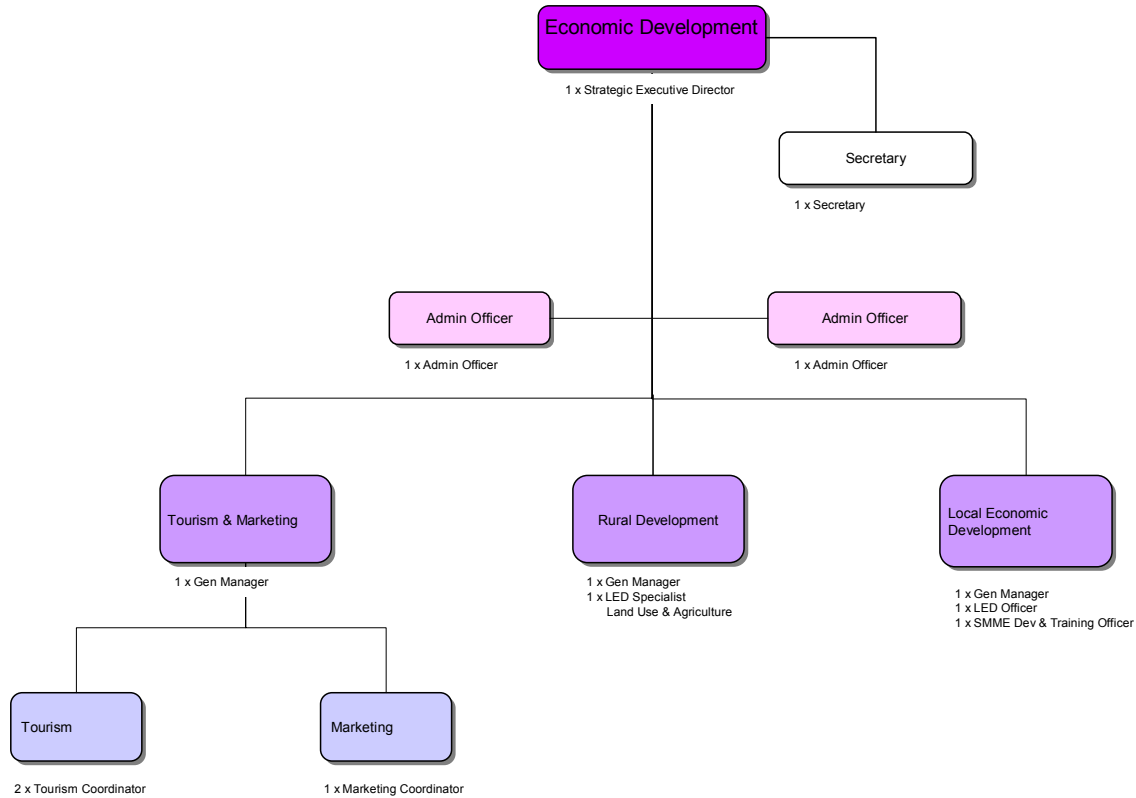 Economic Development
1 x Strategic Executive Director
Secretary
1 x Secretary
Admin Officer
1 x Admin Officer
Admin Officer
1 x Admin Officer
Tourism & Marketing
1 x Gen Manager
Rural Development
1 x Gen Manager
1 x LED Specialist
Land Use & Agriculture
Local Economic
Development
1 x Gen Manager
1 x LED Officer
1 x SMME Dev & Training Officer
Tourism
2 x Tourism Coordinator
Marketing
1 x Marketing Coordinator